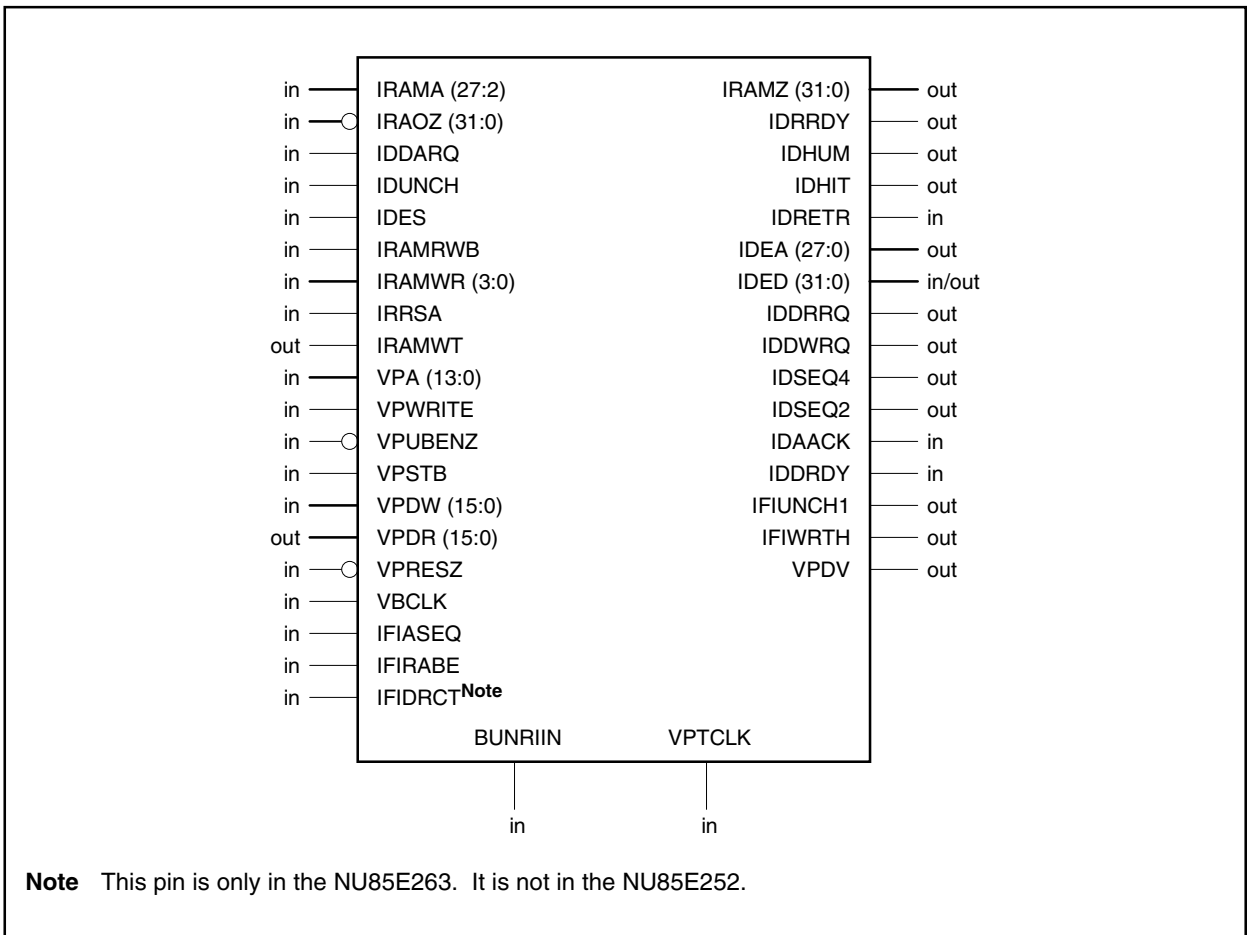 in IRAMA (27:2) IRAMZ (31:0) out
in IRAOZ (31:0) IDRRDY out
in IDDARQ IDHUM out
in IDUNCH IDHIT out
in IDES IDRETR in
in IRAMRWB IDEA (27:0) out
in IRAMWR (3:0) IDED (31:0) in/out
in IRRSA IDDRRQ out
out IRAMWT IDDWRQ out
in VPA (13:0) IDSEQ4 out
in VPWRITE IDSEQ2 out
in VPUBENZ IDAACK in
in VPSTB IDDRDY in
in VPDW (15:0) IFIUNCH1 out
out VPDR (15:0) IFIWRTH out
in VPRESZ VPDV out
in VBCLK
in IFIASEQ
in IFIRABE
in IFIDRCTNote
BUNRIIN VPTCLK
in in
Note This pin is only in the NU85E263. It is not in the NU85E252.